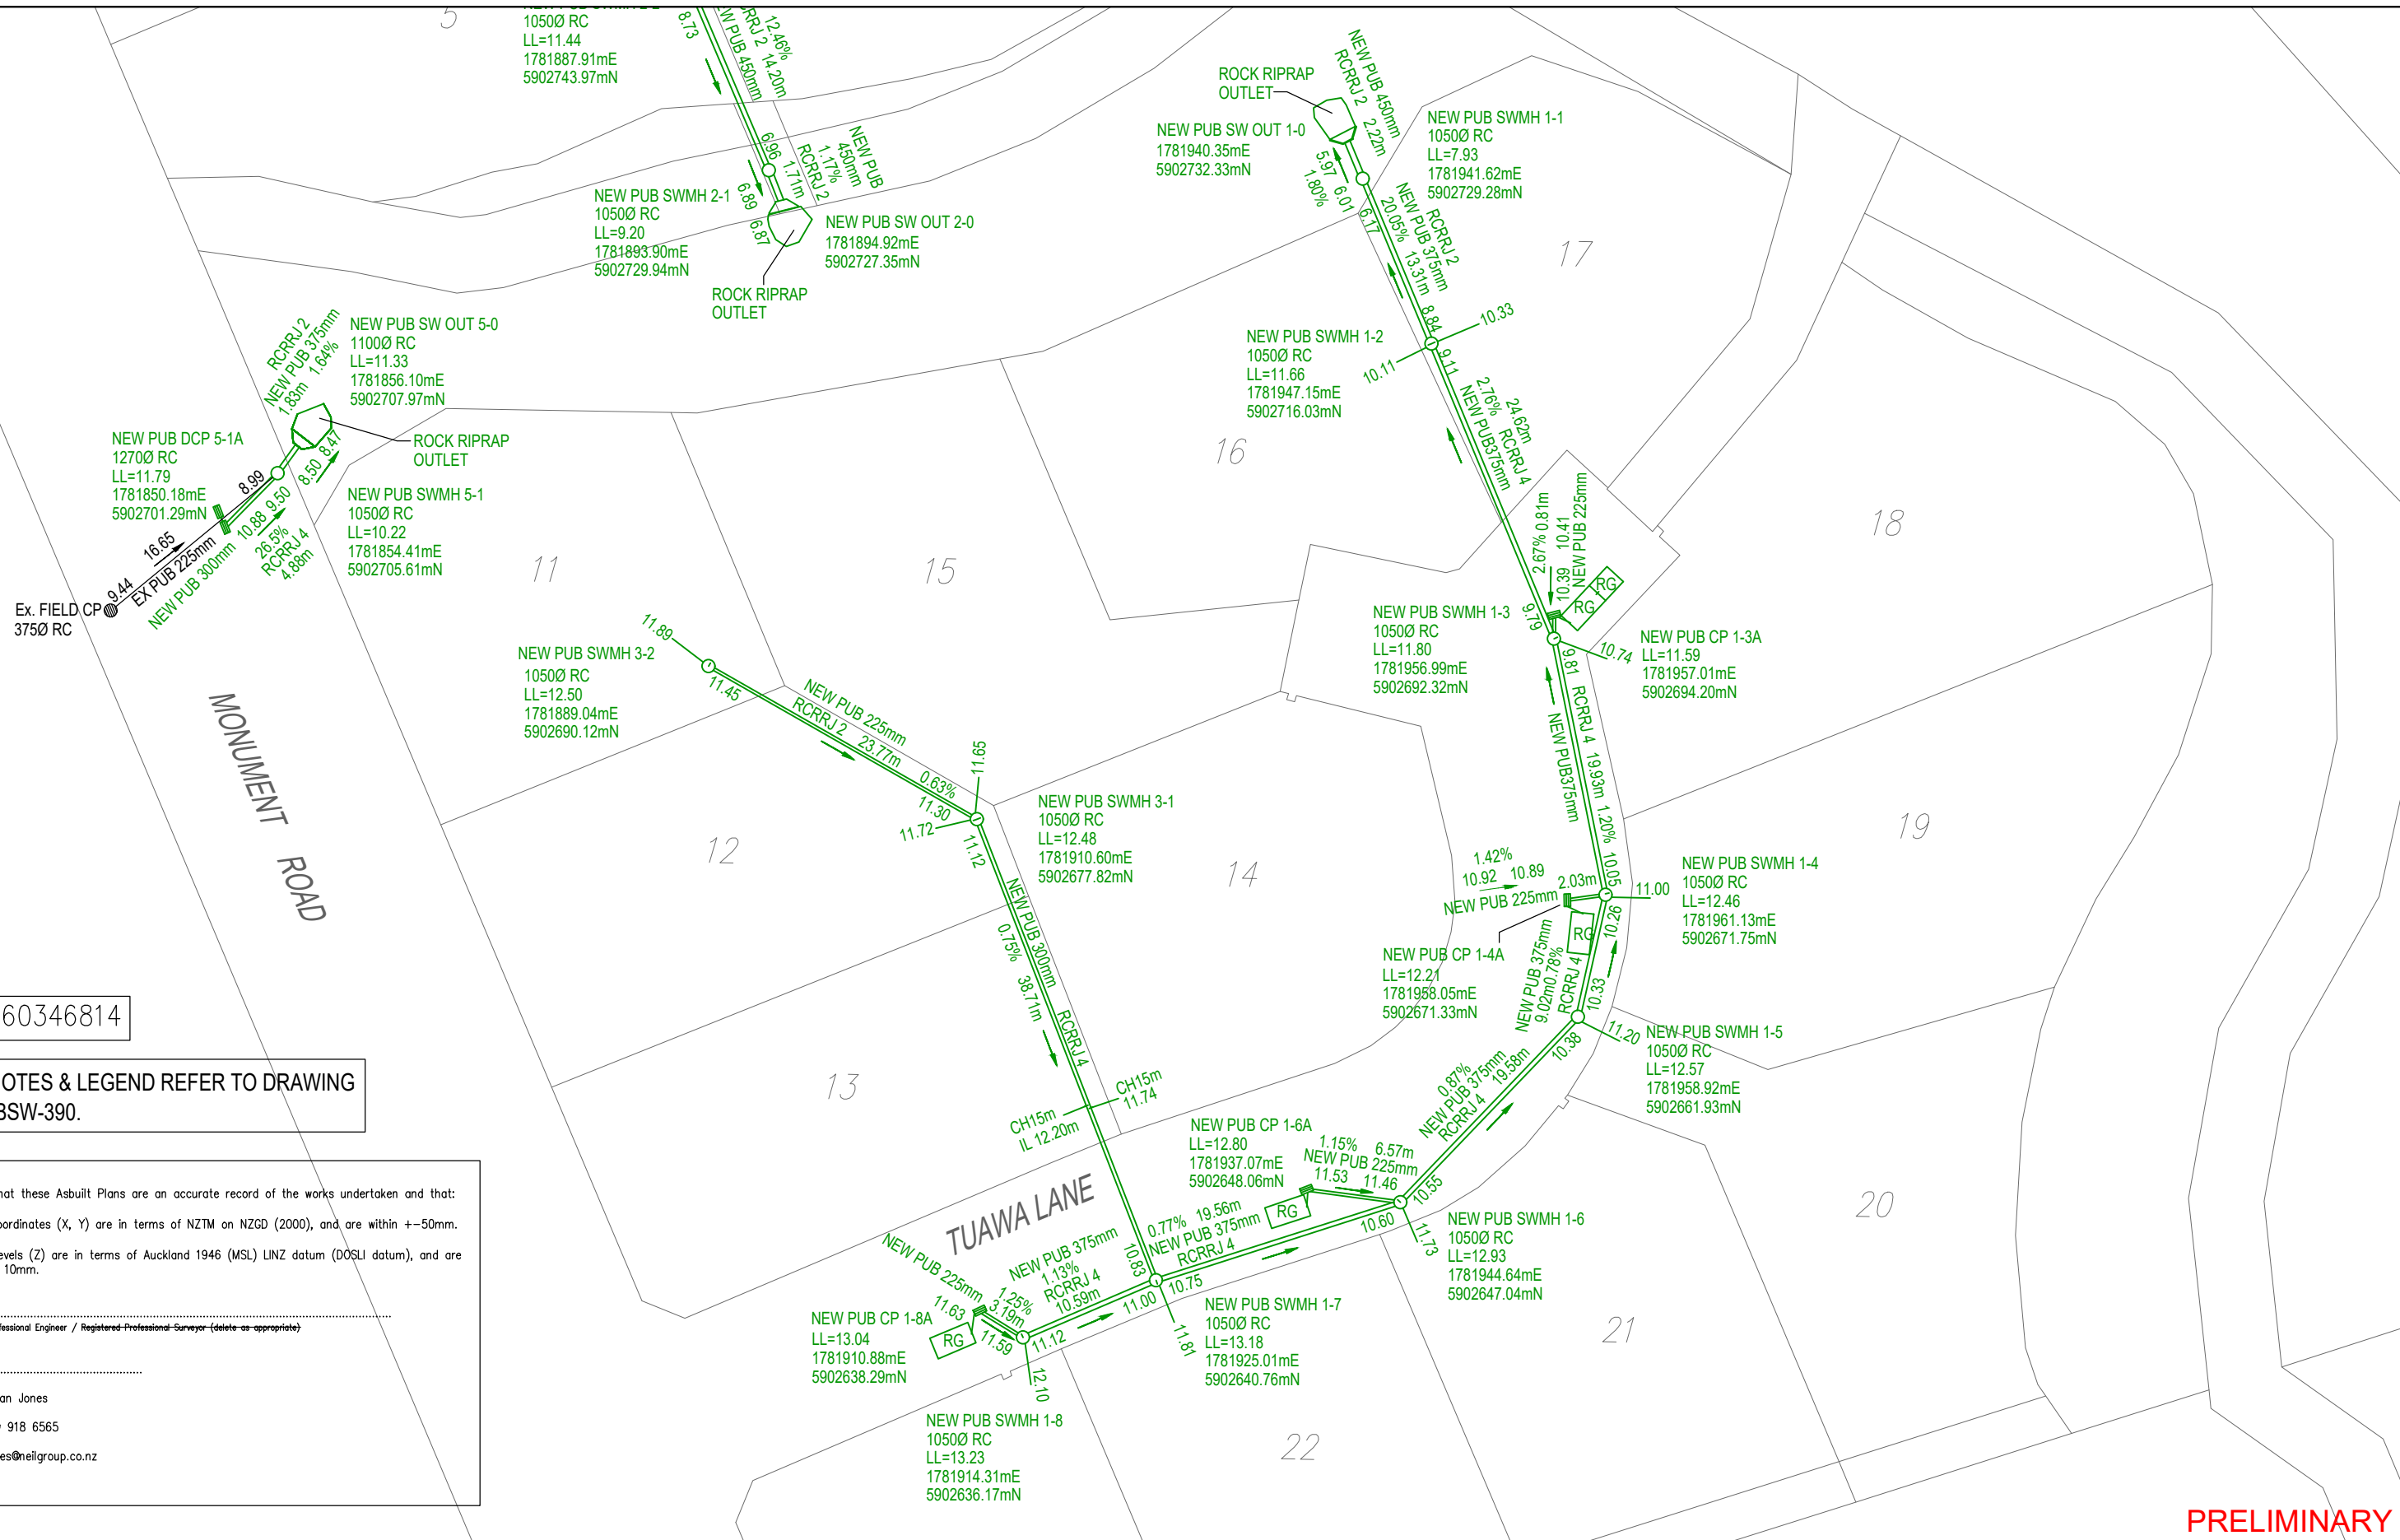 5
1050Ø RC
LL=11.44
1781887.91mE
5902743.97mN
8.73
12.46%
RCRRJ 2 14.20m
NEW PUB 450mm
6.96
1.71m
RCRRJ 2
1.17%
450mm
NEW PUB
6.89 6.87
NEW PUB SWMH 2-1
1050Ø RC
LL=9.20
1781893.90mE
5902729.94mN
NEW PUB SW OUT 2-0
1781894.92mE
5902727.35mN
ROCK RIPRAP
OUTLET
ROCK RIPRAP
OUTLET
NEW PUB SW OUT 1-0
1781940.35mE
5902732.33mN
NEW PUB 450mm
RCRRJ 2 2.22m
NEW PUB SWMH 1-1
1050Ø RC
LL=7.93
1781941.62mE
5902729.28mN
5.97 6.01
1.80%
6.17
RCRRJ 2
NEW PUB 375mm
20.05% 13.31m
8.84
10.33
10.11
9.11
17
NEW PUB SWMH 1-2
1050Ø RC
LL=11.66
1781947.15mE
5902716.03mN
24.62m RCRRJ 4
2.76%
NEW PUB375mm
16
RCRRJ 2
NEW PUB 375mm
1.83m 1.64%
NEW PUB SW OUT 5-0
1100Ø RC
LL=11.33
1781856.10mE
5902707.97mN
ROCK RIPRAP
OUTLET
8.50 8.47
NEW PUB DCP 5-1A
1270Ø RC
LL=11.79
1781850.18mE
5902701.29mN
8.99
16.65
EX PUB 225mm
9.44
10.88 9.50
26.5%
RCRRJ 4
4.88m
NEW PUB 300mm
NEW PUB SWMH 5-1
1050Ø RC
LL=10.22
1781854.41mE
5902705.61mN
Ex. FIELD CP
375Ø RC
11
15
18
2.67% 0.81m
10.39 10.41
NEW PUB 225mm
RG
RG
9.79
NEW PUB SWMH 1-3
1050Ø RC
LL=11.80
1781956.99mE
5902692.32mN
10.74
NEW PUB CP 1-3A
LL=11.59
1781957.01mE
5902694.20mN
9.81 RCRRJ 4 19.93m 1.20% 10.05
NEW PUB375mm
11.89
NEW PUB SWMH 3-2
1050Ø RC
LL=12.50
1781889.04mE
5902690.12mN
11.45
NEW PUB 225mm
RCRRJ 2 23.77m 0.63%
11.30
11.65
11.72
11.12
NEW PUB SWMH 3-1
1050Ø RC
LL=12.48
1781910.60mE
5902677.82mN
MONUMENT ROAD
12
14
19
1.42%
10.92 10.89
2.03m
NEW PUB 225mm
11.00
NEW PUB SWMH 1-4
1050Ø RC
LL=12.46
1781961.13mE
5902671.75mN
10.26
RG
NEW PUB CP 1-4A
LL=12.21
1781958.05mE
5902671.33mN
NEW PUB 375mm
9.02m0.78%
RCRRJ 4
10.33
NEW PUB 300mm RCRRJ 4
0.75% 38.71m
60346814
OTES & LEGEND REFER TO DRAWING
BSW-390.
13
11.20
10.38
NEW PUB SWMH 1-5
1050Ø RC
LL=12.57
1781958.92mE
5902661.93mN
0.87%
NEW PUB 375mm
RCRRJ 4 19.58m
CH15m
11.74
CH15m
IL 12.20m
NEW PUB CP 1-6A
LL=12.80
1781937.07mE
5902648.06mN
1.15% 6.57m
NEW PUB 225mm
11.53 11.46
10.55
RG
TUAWA LANE
0.77% 19.56m
NEW PUB 375mm
RCRRJ 4
10.60
11.73
NEW PUB SWMH 1-6
1050Ø RC
LL=12.93
1781944.64mE
5902647.04mN
20
10.83
10.75
hat these Asbuilt Plans are an accurate record of the works undertaken and that:
oordinates (X, Y) are in terms of NZTM on NZGD (2000), and are within +-50mm.
evels (Z) are in terms of Auckland 1946 (MSL) LINZ datum (DOSLI datum), and are
10mm.
fessional Engineer / Registered Professional Surveyor (delete as appropriate)
an Jones
918 6565
es@neilgroup.co.nz
NEW PUB 225mm
1.25%
3.19m
11.63
11.59
RG
NEW PUB 375mm
1.13%
RCRRJ 4
10.59m
11.12
11.00
NEW PUB CP 1-8A
LL=13.04
1781910.88mE
5902638.29mN
11.81
NEW PUB SWMH 1-7
1050Ø RC
LL=13.18
1781925.01mE
5902640.76mN
12.10
NEW PUB SWMH 1-8
1050Ø RC
LL=13.23
1781914.31mE
5902636.17mN
21
22
PRELIMINARY